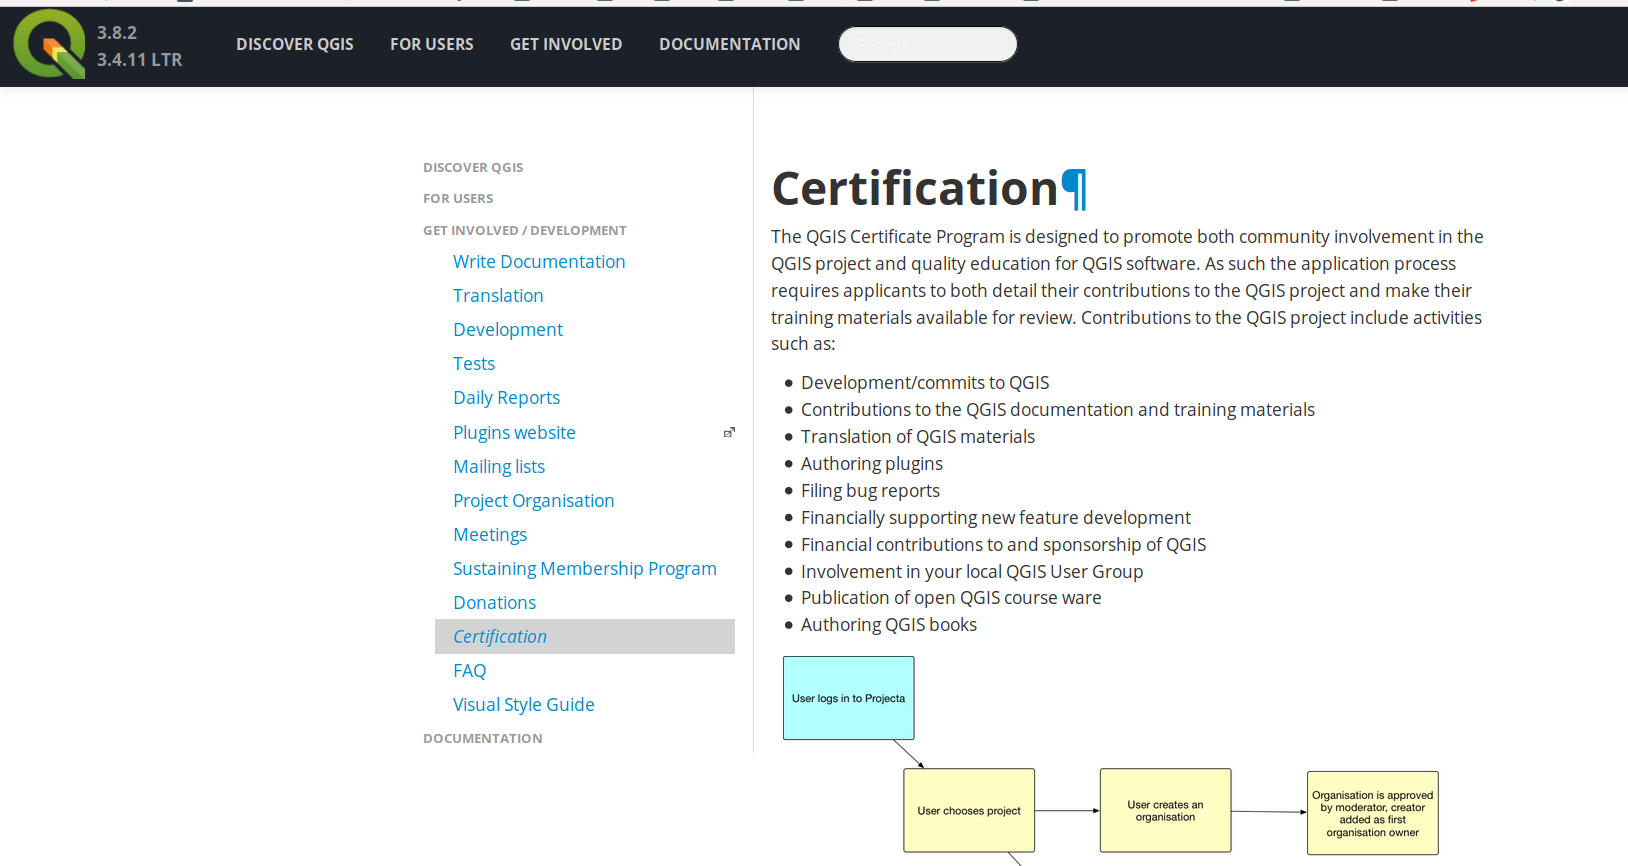 3.8.2
3.4.11 LTR
DISCOVER QGIS
FOR USERS
GET INVOLVED
DOCUMENTATION
Search
DISCOVER QGIS
FOR USERS
GET INVOLVED / DEVELOPMENT
Write Documentation
Translation
Development
Tests
Daily Reports
Plugins website
Mailing lists
Project Organisation
Meetings
Sustaining Membership Program
Donations
Certification
FAQ
Visual Style Guide
DOCUMENTATION
Certification¶
The QGIS Certificate Program is designed to promote both community involvement in the
QGIS project and quality education for QGIS software. As such the application process
requires applicants to both detail their contributions to the QGIS project and make their
training materials available for review. Contributions to the QGIS project include activities
such as:
Development/commits to QGIS
Contributions to the QGIS documentation and training materials
Translation of QGIS materials
Authoring plugins
Filing bug reports
Financially supporting new feature development
Financial contributions to and sponsorship of QGIS
Involvement in your local QGIS User Group
Publication of open QGIS course ware
Authoring QGIS books
User logs in to Projecta
User chooses project
User creates an
organisation
Organisation is approved
by moderator, creator
added as first
organisation owner